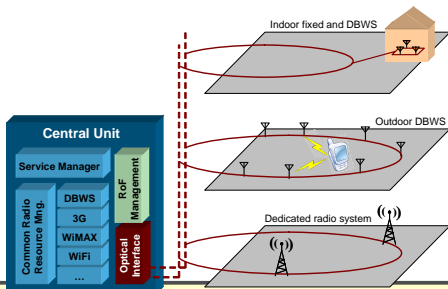 Indoor fixed and DBWS
Outdoor DBWS
Dedicated radio system
Central Unit
Service Manager
Common Radio
Resource Mng.
DBWS
3G
WiMAX
WiFi
...
RoF
Management
Optical
Interface